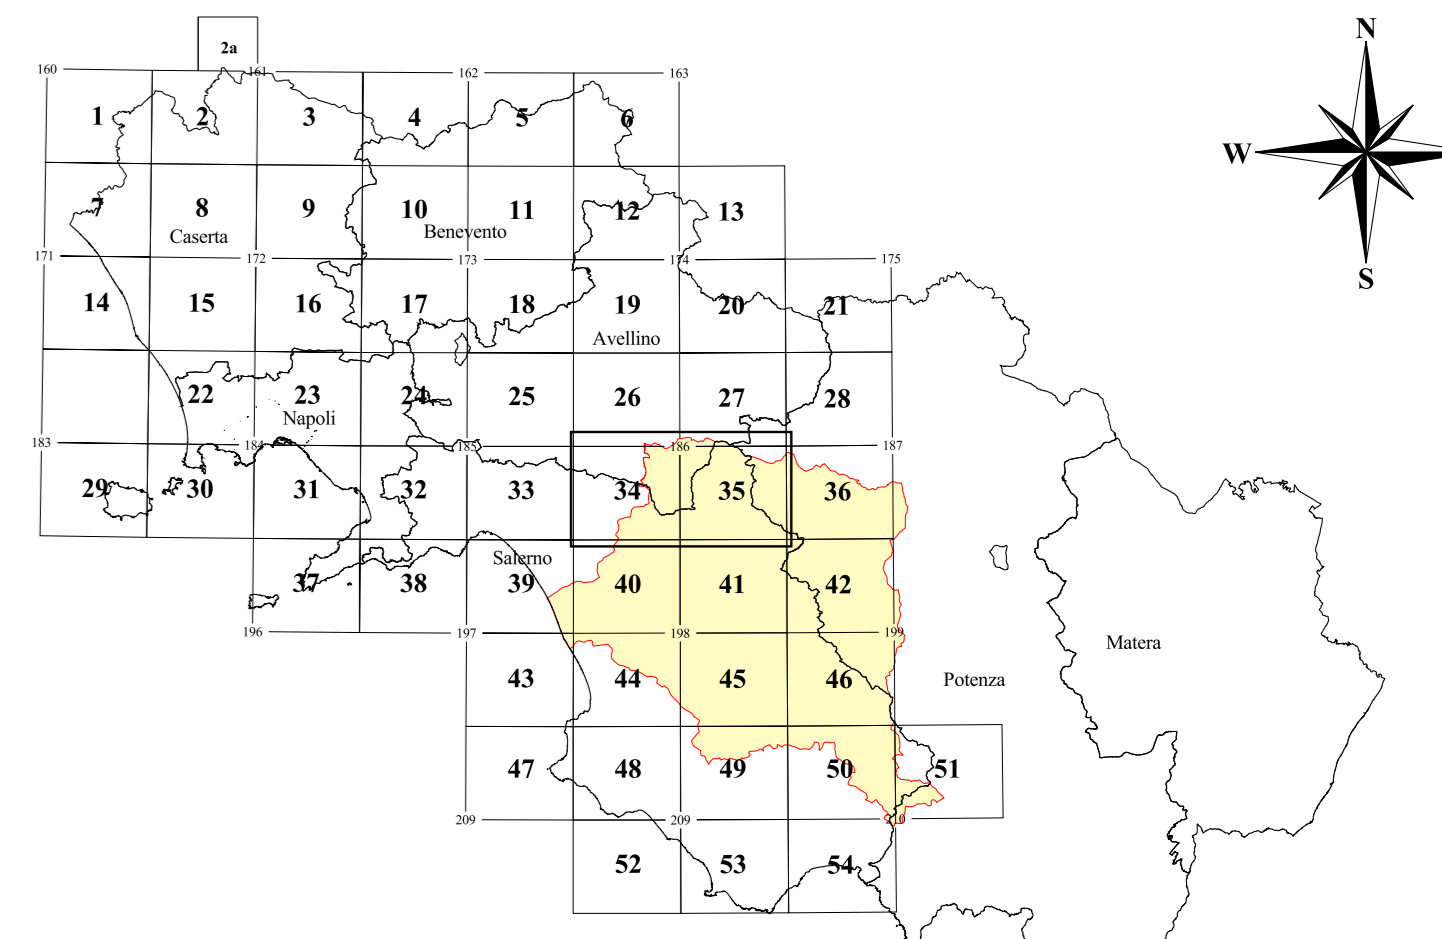 N
2a
160 161 162 163
1 2 3 4 5 6
W
7 8 9 10 11 12 13
Caserta Benevento
171 172 173 174 175
S
14 15 16 17 18 19 20 21
Avellino
22 23 24 25 26 27 28
Napoli
183 184 185 186 187
29 30 31 32 33 34 35 36
Salerno
37 38 39 40 41 42
196 197 198 199
Matera
43 44 45 46 Potenza
47 48 49 50 51
209 209 210
52 53 54